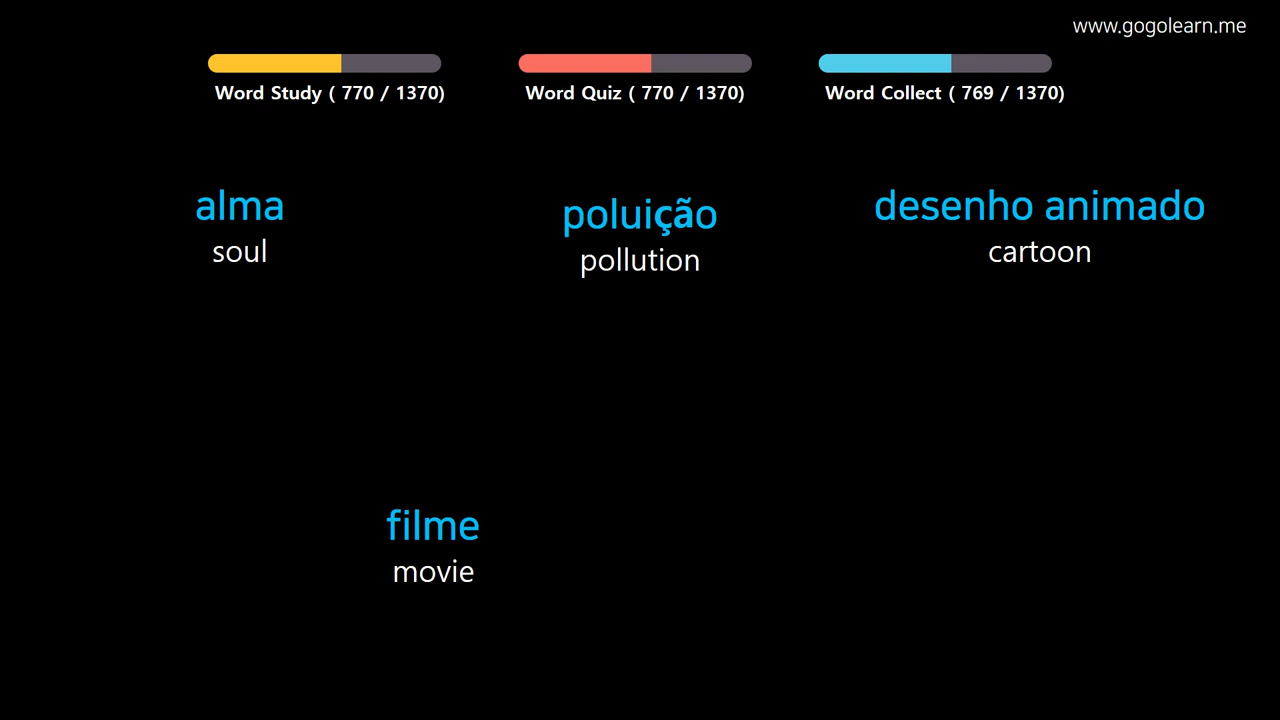 www.gogolearn.me
Word Study ( 770 / 1370)
Word Quiz ( 770 / 1370)
Word Collect ( 769 / 1370)
alma
soul
poluição
pollution
desenho animado
cartoon
filme
movie